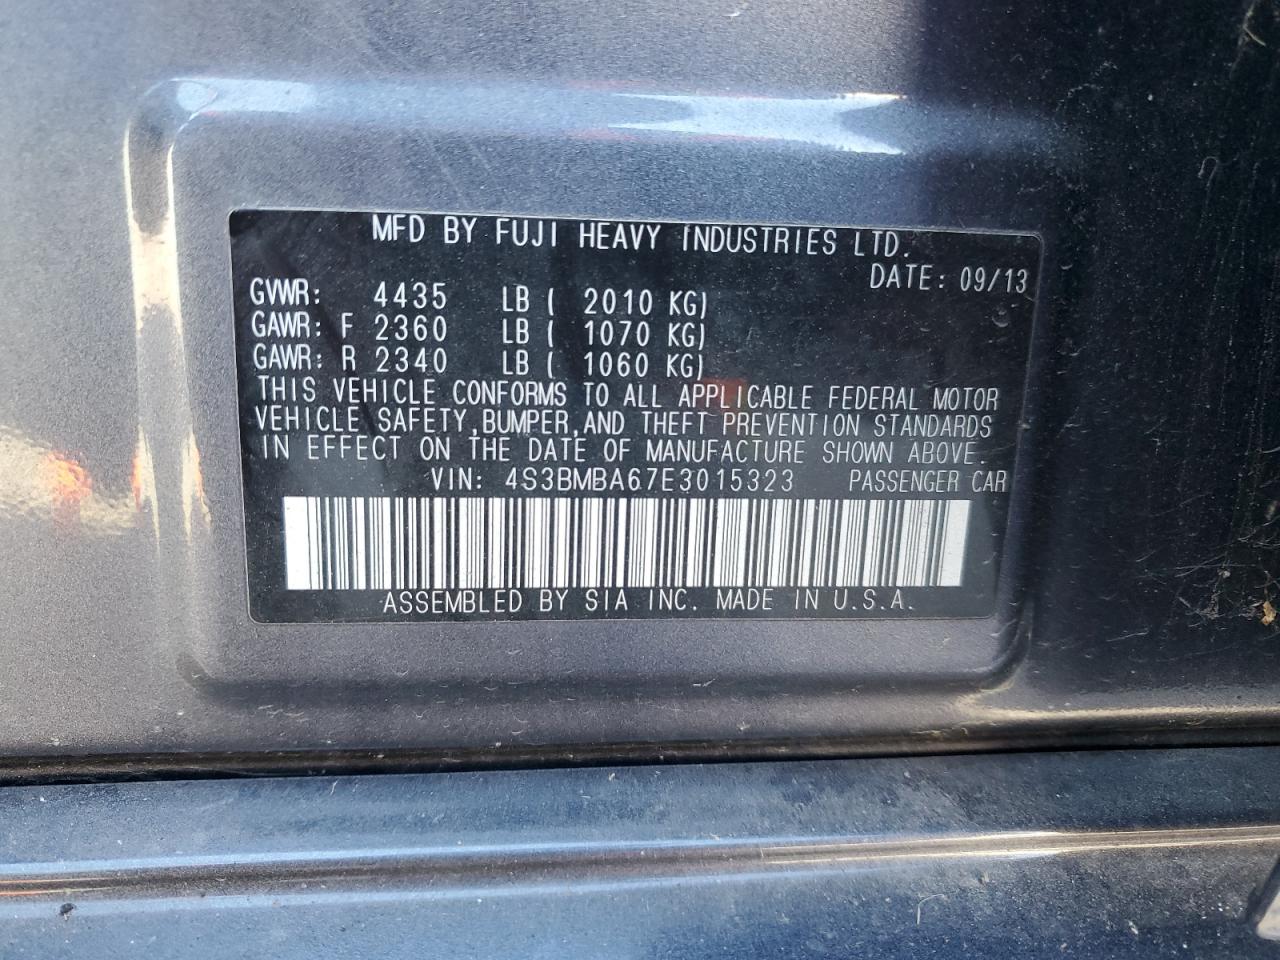 MFD BY FUJI HEAVY INDUSTRIES LTD.
DATE: 09/13
GVWR: 4435 LB ( 2010 KG)
GAWR: F 2360 LB ( 1070 KG)
GAWR: R 2340 LB ( 1060 KG)
THIS VEHICLE CONFORMS TO ALL APPLICABLE FEDERAL MOTOR
VEHICLE SAFETY, BUMPER, AND THEFT PREVENTION STANDARDS
IN EFFECT ON THE DATE OF MANUFACTURE SHOWN ABOVE.
VIN: 4S3BMBA67E3015323 PASSENGER CAR
ASSEMBLED BY SIA INC. MADE IN U.S.A.